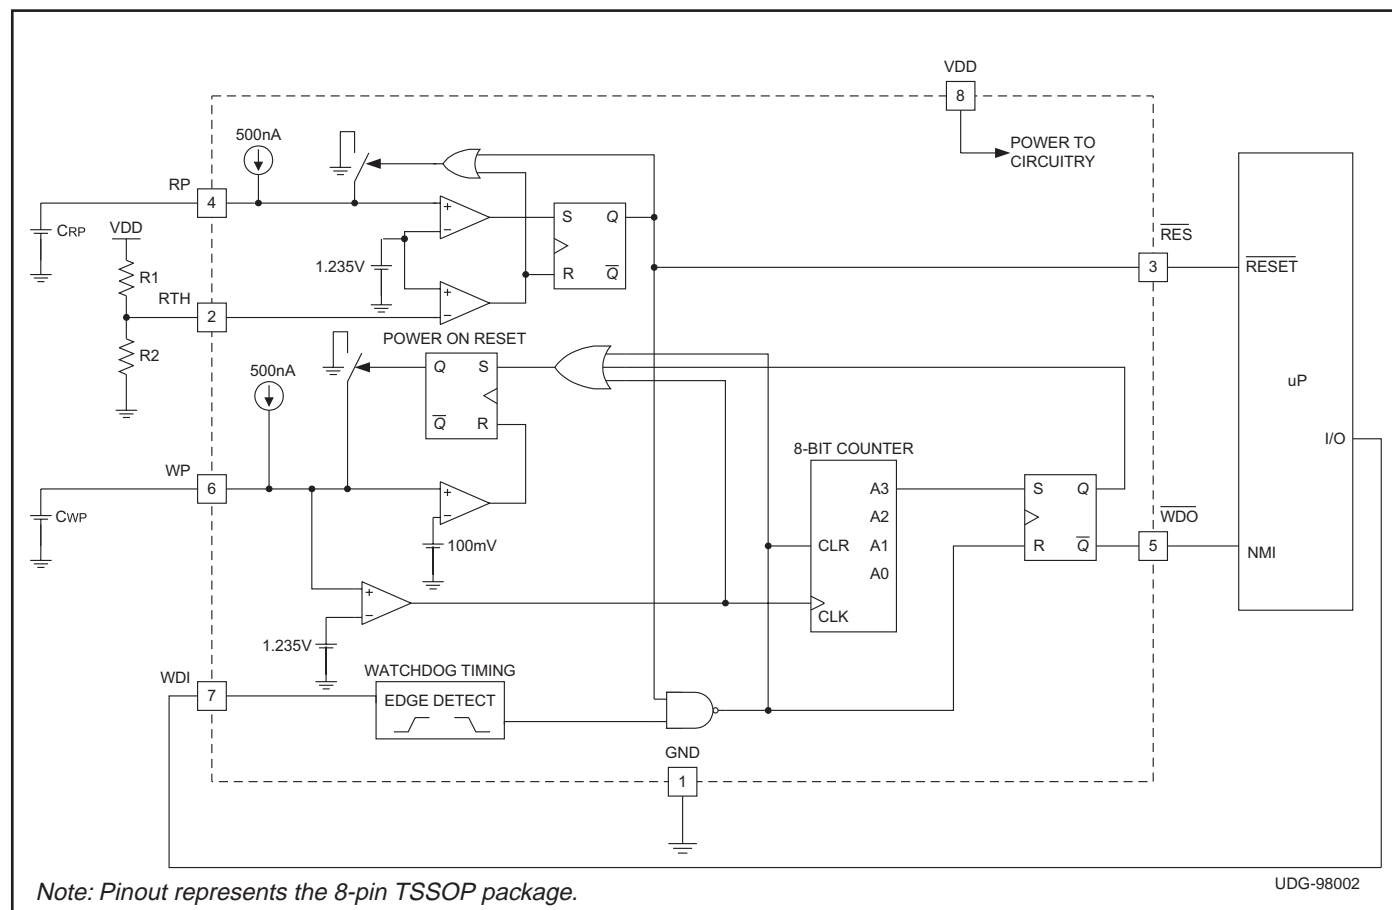 VDD
8
500nA
POWER TO
CIRCUITRY
RP
4
CRP
VDD
S Q
RES
1.235V
3
RESET
R1
R Q
RTH
2
POWER ON RESET
R2
Q S
500nA
uP
Q R
I/O
8-BIT COUNTER
WP
6
A3
S Q
CWP
A2
WDO
100mV
CLR
A1
R Q
5
NMI
A0
CLK
1.235V
WDI
WATCHDOG TIMING
7
EDGE DETECT
GND
1
Note: Pinout represents the 8-pin TSSOP package.
UDG-98002